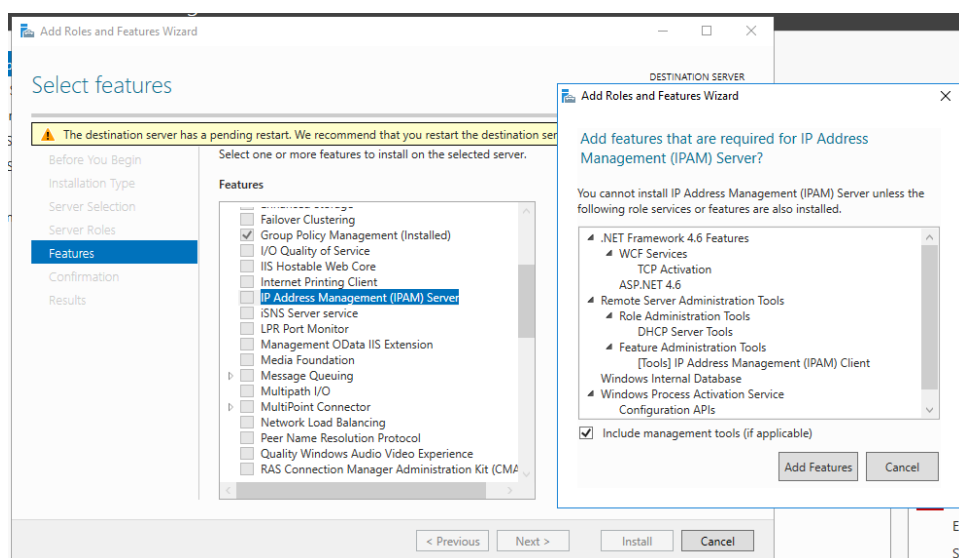 Add Roles and Features Wizard
Select features
DESTINATION SERVER
The destination server has a pending restart. We recommend that you restart the destination ser
Before You Begin
Installation Type
Server Selection
Server Roles
Features
Confirmation
Results
Select one or more features to install on the selected server.
Features
Failover Clustering
Group Policy Management (Installed)
I/O Quality of Service
IIS Hostable Web Core
Internet Printing Client
IP Address Management (IPAM) Server
iSNS Server service
LPR Port Monitor
Management OData IIS Extension
Media Foundation
Message Queuing
Multipath I/O
MultiPoint Connector
Network Load Balancing
Peer Name Resolution Protocol
Quality Windows Audio Video Experience
RAS Connection Manager Administration Kit (CMA
< Previous
Next >
Install
Cancel
Add Roles and Features Wizard
Add features that are required for IP Address
Management (IPAM) Server?
You cannot install IP Address Management (IPAM) Server unless the
following role services or features are also installed.
.NET Framework 4.6 Features
WCF Services
TCP Activation
ASP.NET 4.6
Remote Server Administration Tools
Role Administration Tools
DHCP Server Tools
Feature Administration Tools
[Tools] IP Address Management (IPAM) Client
Windows Internal Database
Windows Process Activation Service
Configuration APIs
Include management tools (if applicable)
Add Features
Cancel